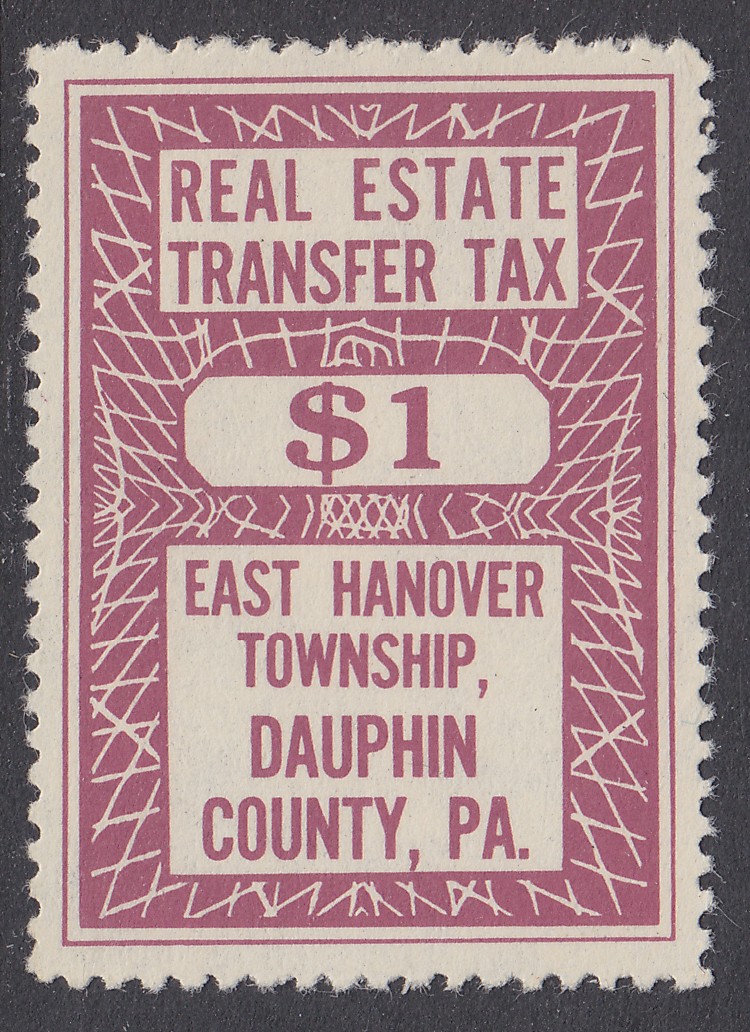 REAL ESTATE
TRANSFER TAX
$1
EAST HANOVER
TOWNSHIP,
DAUPHIN
COUNTY, PA.